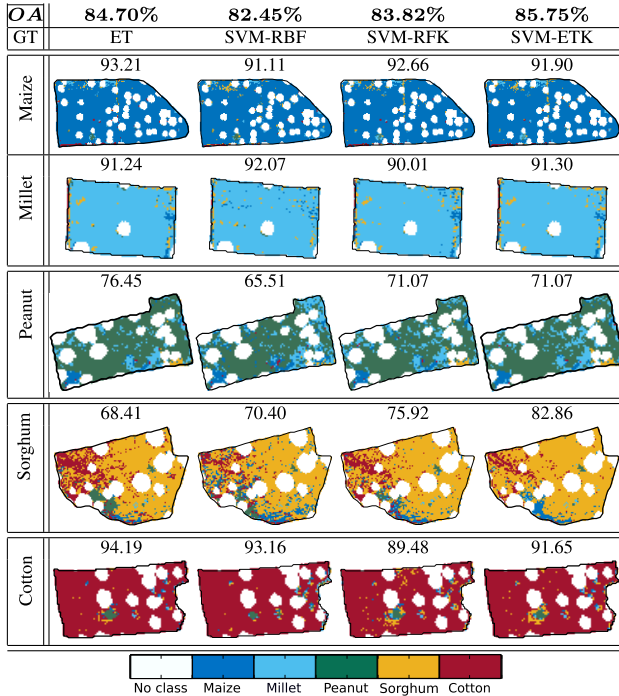 OA 84.70% 82.45% 83.82% 85.75%
GT ET SVM-RBF SVM-RFK SVM-ETK
Maize 93.21 91.11 92.66 91.90
Millet 91.24 92.07 90.01 91.30
Peanut 76.45 65.51 71.07 71.07
Sorghum 68.41 70.40 75.92 82.86
Cotton 94.19 93.16 89.48 91.65
No class Maize Millet Peanut Sorghum Cotton